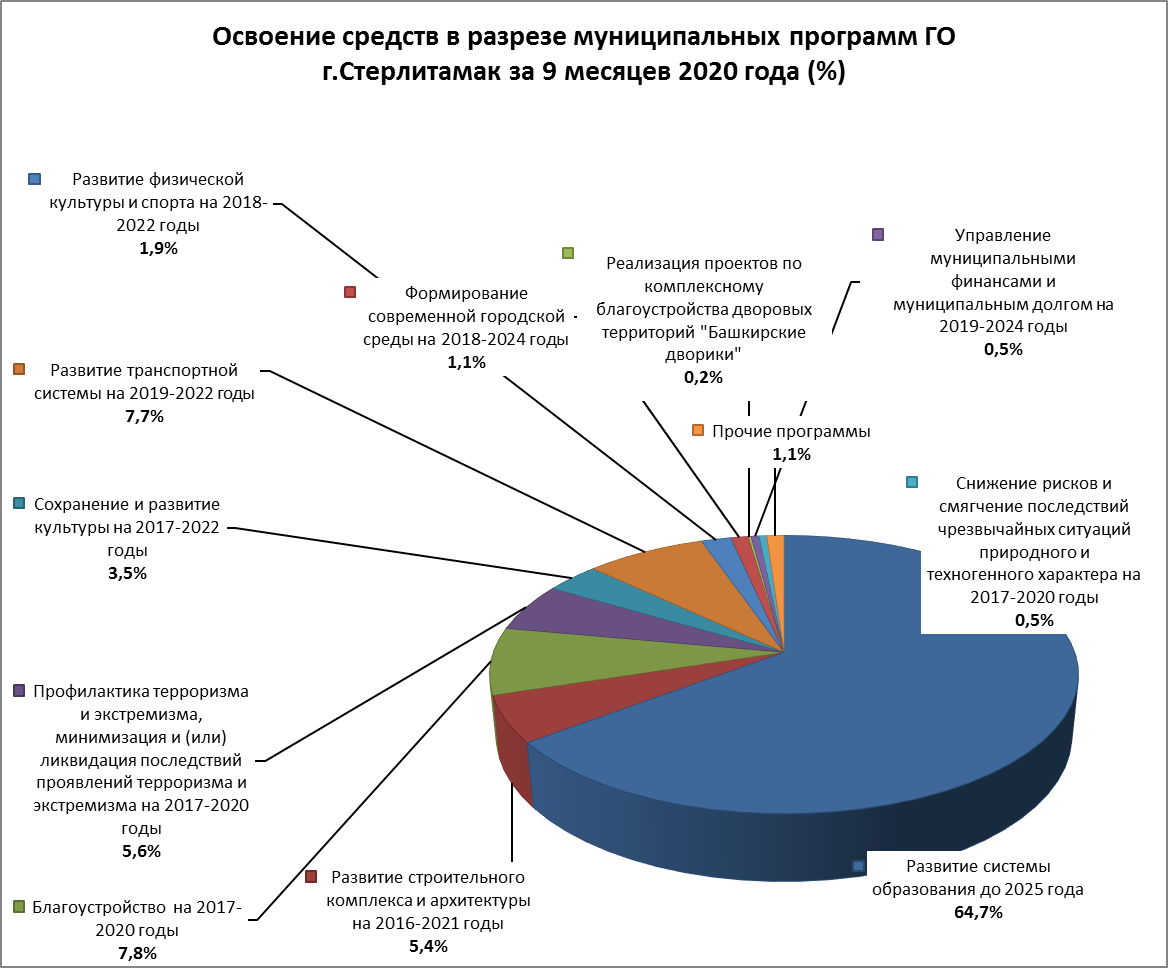 Освоение средств в разрезе муниципальных программ ГО
г.Стерлитамак за 9 месяцев 2020 года (%)
Развитие физической
культуры и спорта на 2018-
2022 годы
1,9%
Формирование
современной городской
среды на 2018-2024 годы
1,1%
Реализация проектов по
комплексному
благоустройства дворовых
территорий "Башкирские
дворики"
0,2%
Управление
муниципальными
финансами и
муниципальным долгом на
2019-2024 годы
0,5%
Развитие транспортной
системы на 2019-2022 годы
7,7%
Прочие программы
1,1%
Снижение рисков и
смягчение последствий
чрезвычайных ситуаций
природного и
техногенного характера на
2017-2020 годы
0,5%
Сохранение и развитие
культуры на 2017-2022
годы
3,5%
Профилактика терроризма
и экстремизма,
минимизация и (или)
ликвидация последствий
проявлений терроризма и
экстремизма на 2017-2020
годы
5,6%
Благоустройство на 2017-
2020 годы
7,8%
Развитие строительного
комплекса и архитектуры
на 2016-2021 годы
5,4%
Развитие системы
образования до 2025 года
64,7%